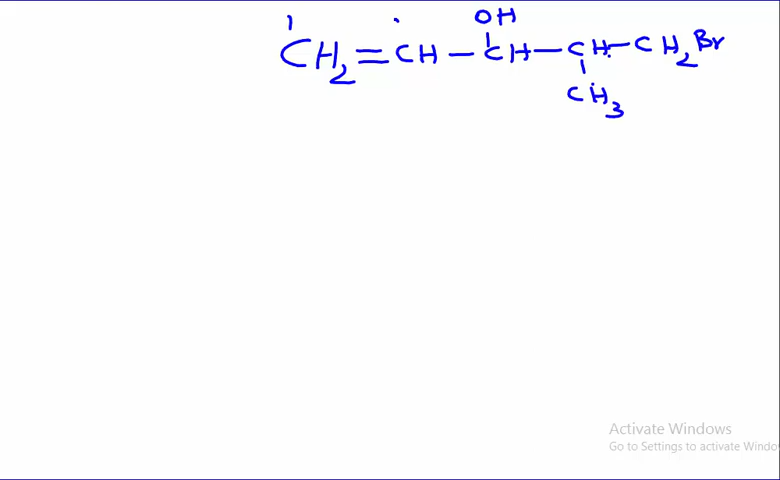 1
OH
CH2=CH-CH-CH-CH2Br
CH3
Activate Windows
Go to Settings to activate Windo